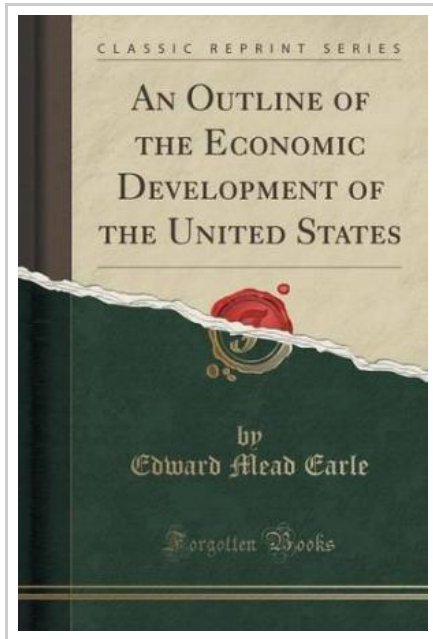 CLASSIC REPRINT SERIES
AN OUTLINE OF
THE ECONOMIC
DEVELOPMENT OF
THE UNITED STATES
by
Edward Mead Earle
Forgotten Books